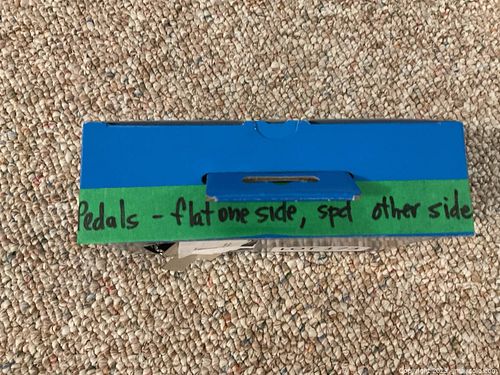 Pedals - flat one side, spd other side